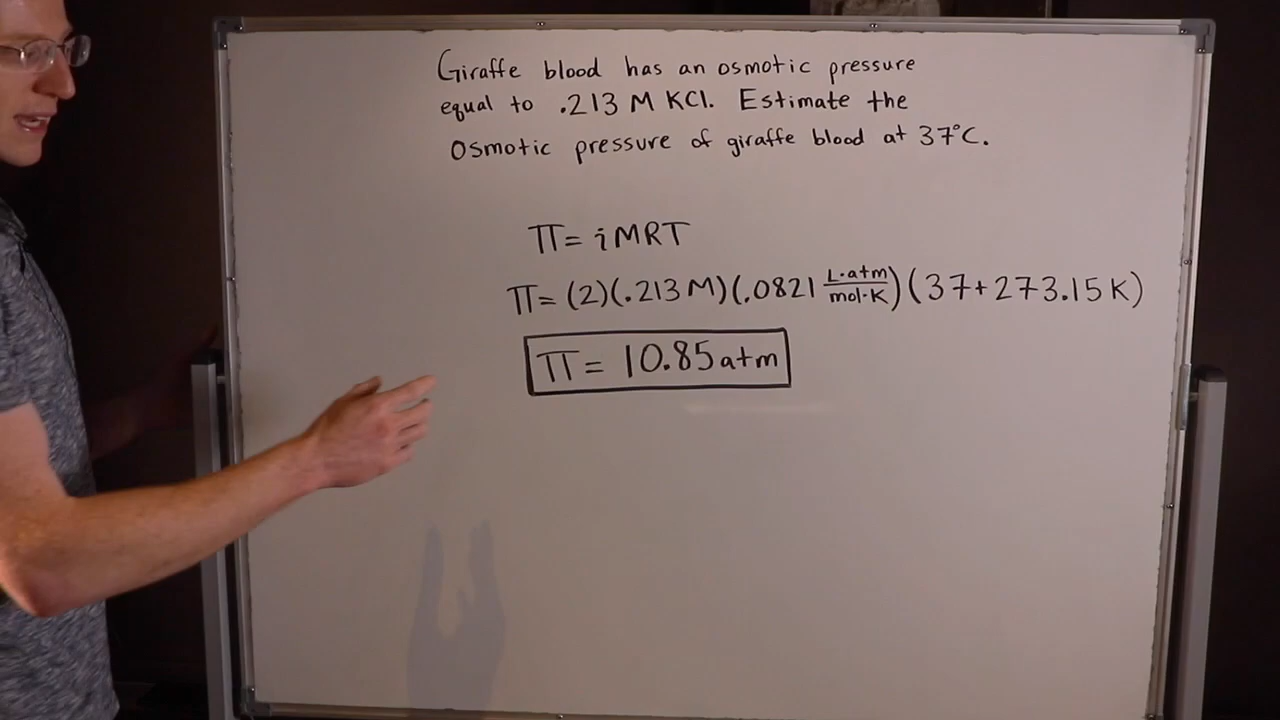 Giraffe blood has an osmotic pressure
equal to .213 M KCl. Estimate the
osmotic pressure of giraffe blood at 37°C.
π = iMRT
π = (2)(.213 M)(.0821 L·atm/mol·K)(37+273.15 K)
π = 10.85 atm